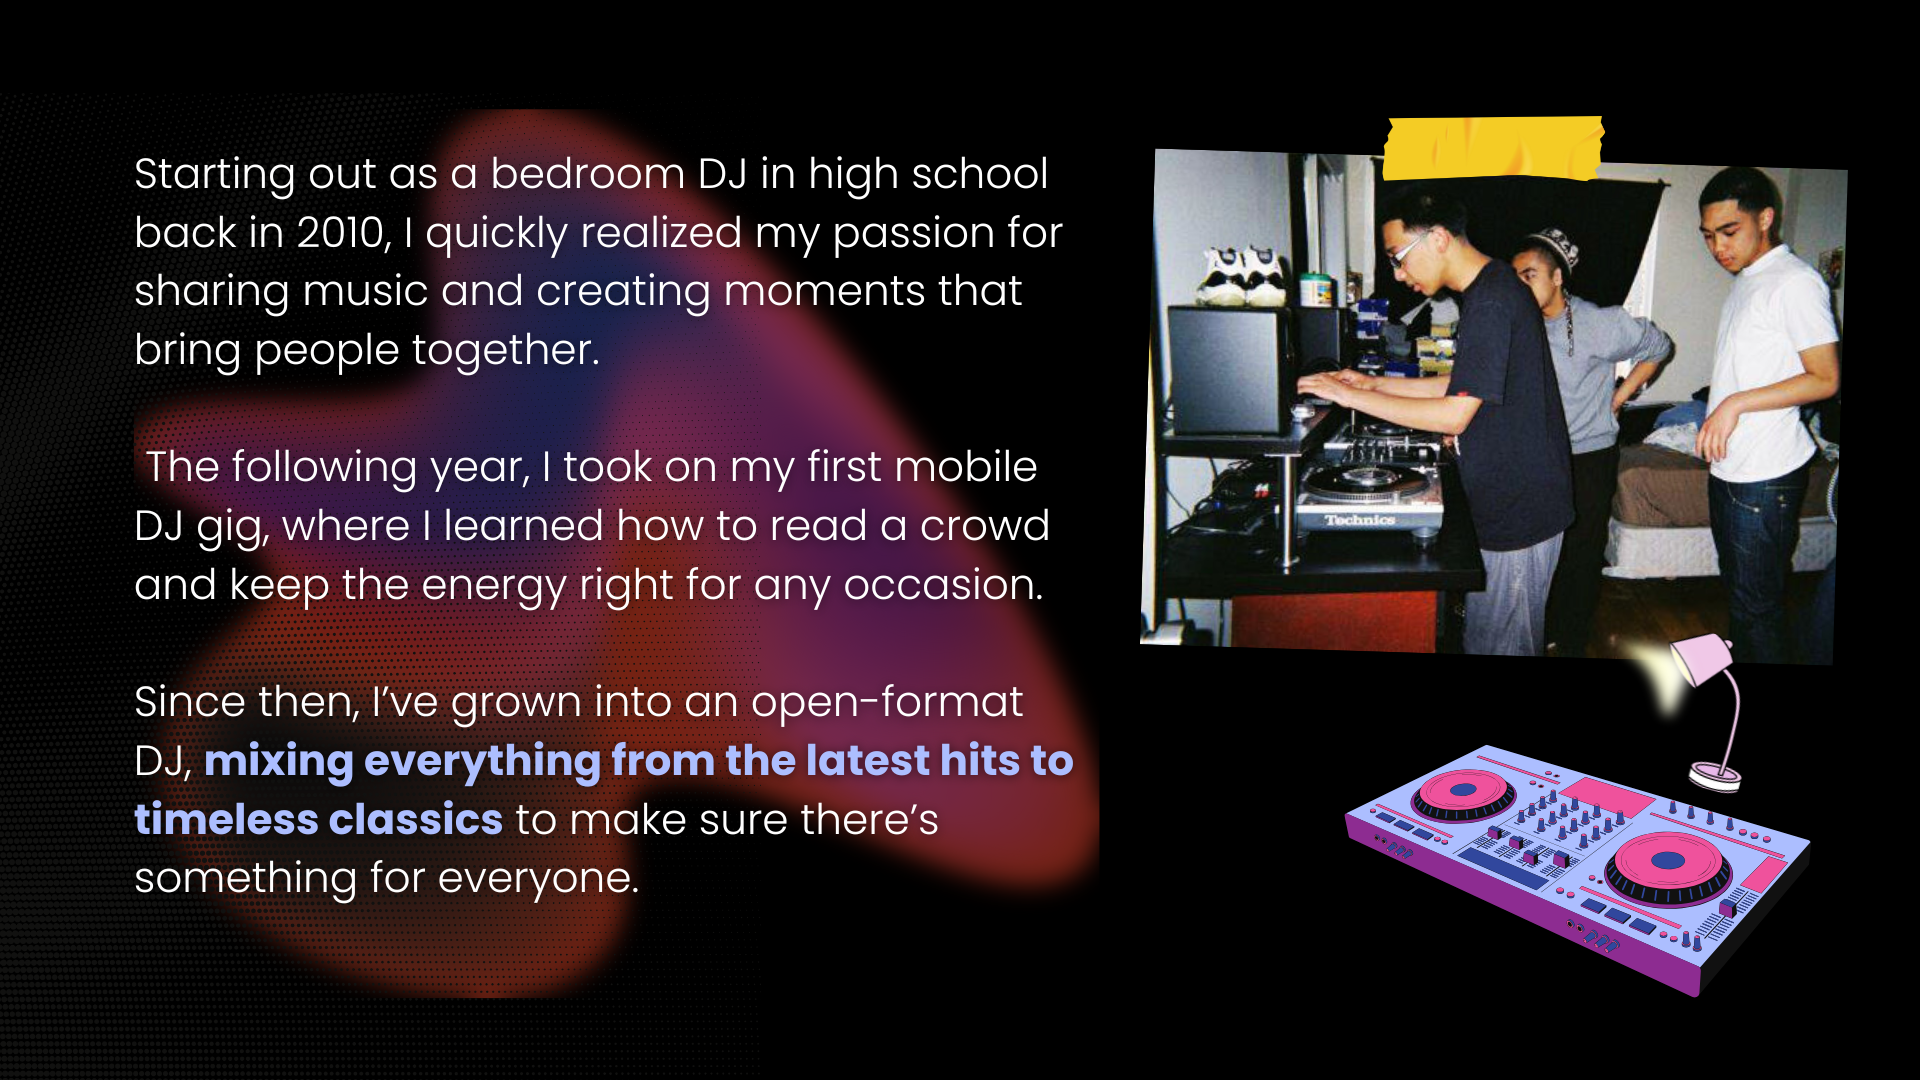 Starting out as a bedroom DJ in high school
back in 2010, I quickly realized my passion for
sharing music and creating moments that
bring people together.
The following year, I took on my first mobile
DJ gig, where I learned how to read a crowd
and keep the energy right for any occasion.
Since then, I’ve grown into an open-format
DJ, mixing everything from the latest hits to
timeless classics to make sure there’s
something for everyone.
Technics